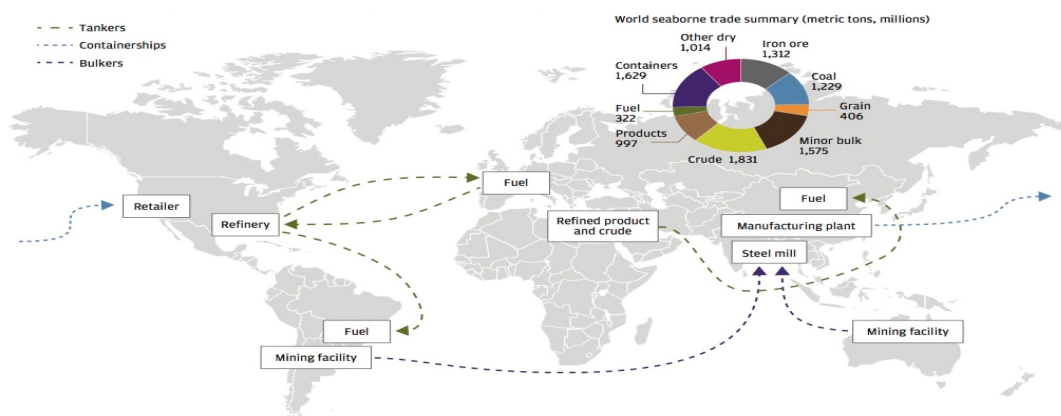 Tankers
Containerships
Bulkers
World seaborne trade summary (metric tons, millions)
Other dry
1,014
Iron ore
1,312
Containers
1,629
Coal
1,229
Fuel
322
Grain
406
Products
997
Minor bulk
1,575
Crude 1,831
Fuel
Fuel
Retailer
Refinery
Refined product
and crude
Manufacturing plant
Steel mill
Fuel
Mining facility
Mining facility